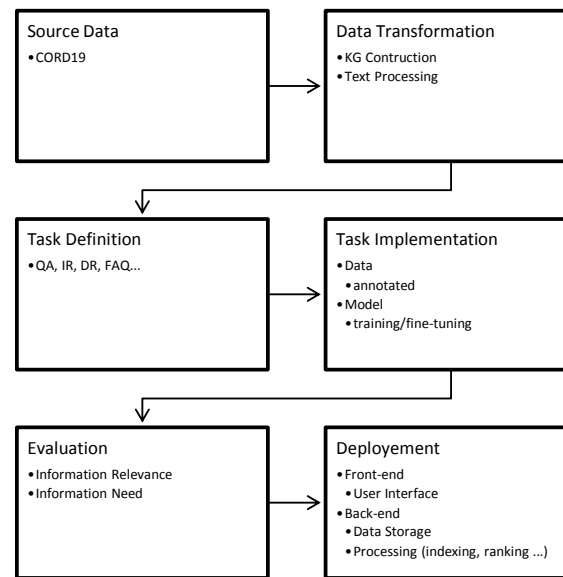 Source Data
•CORD19
Data Transformation
•KG Contruction
•Text Processing
Task Definition
•QA, IR, DR, FAQ...
Task Implementation
•Data
•annotated
•Model
•training/fine-tuning
Evaluation
•Information Relevance
•Information Need
Deployement
•Front-end
•User Interface
•Back-end
•Data Storage
•Processing (indexing, ranking ...)